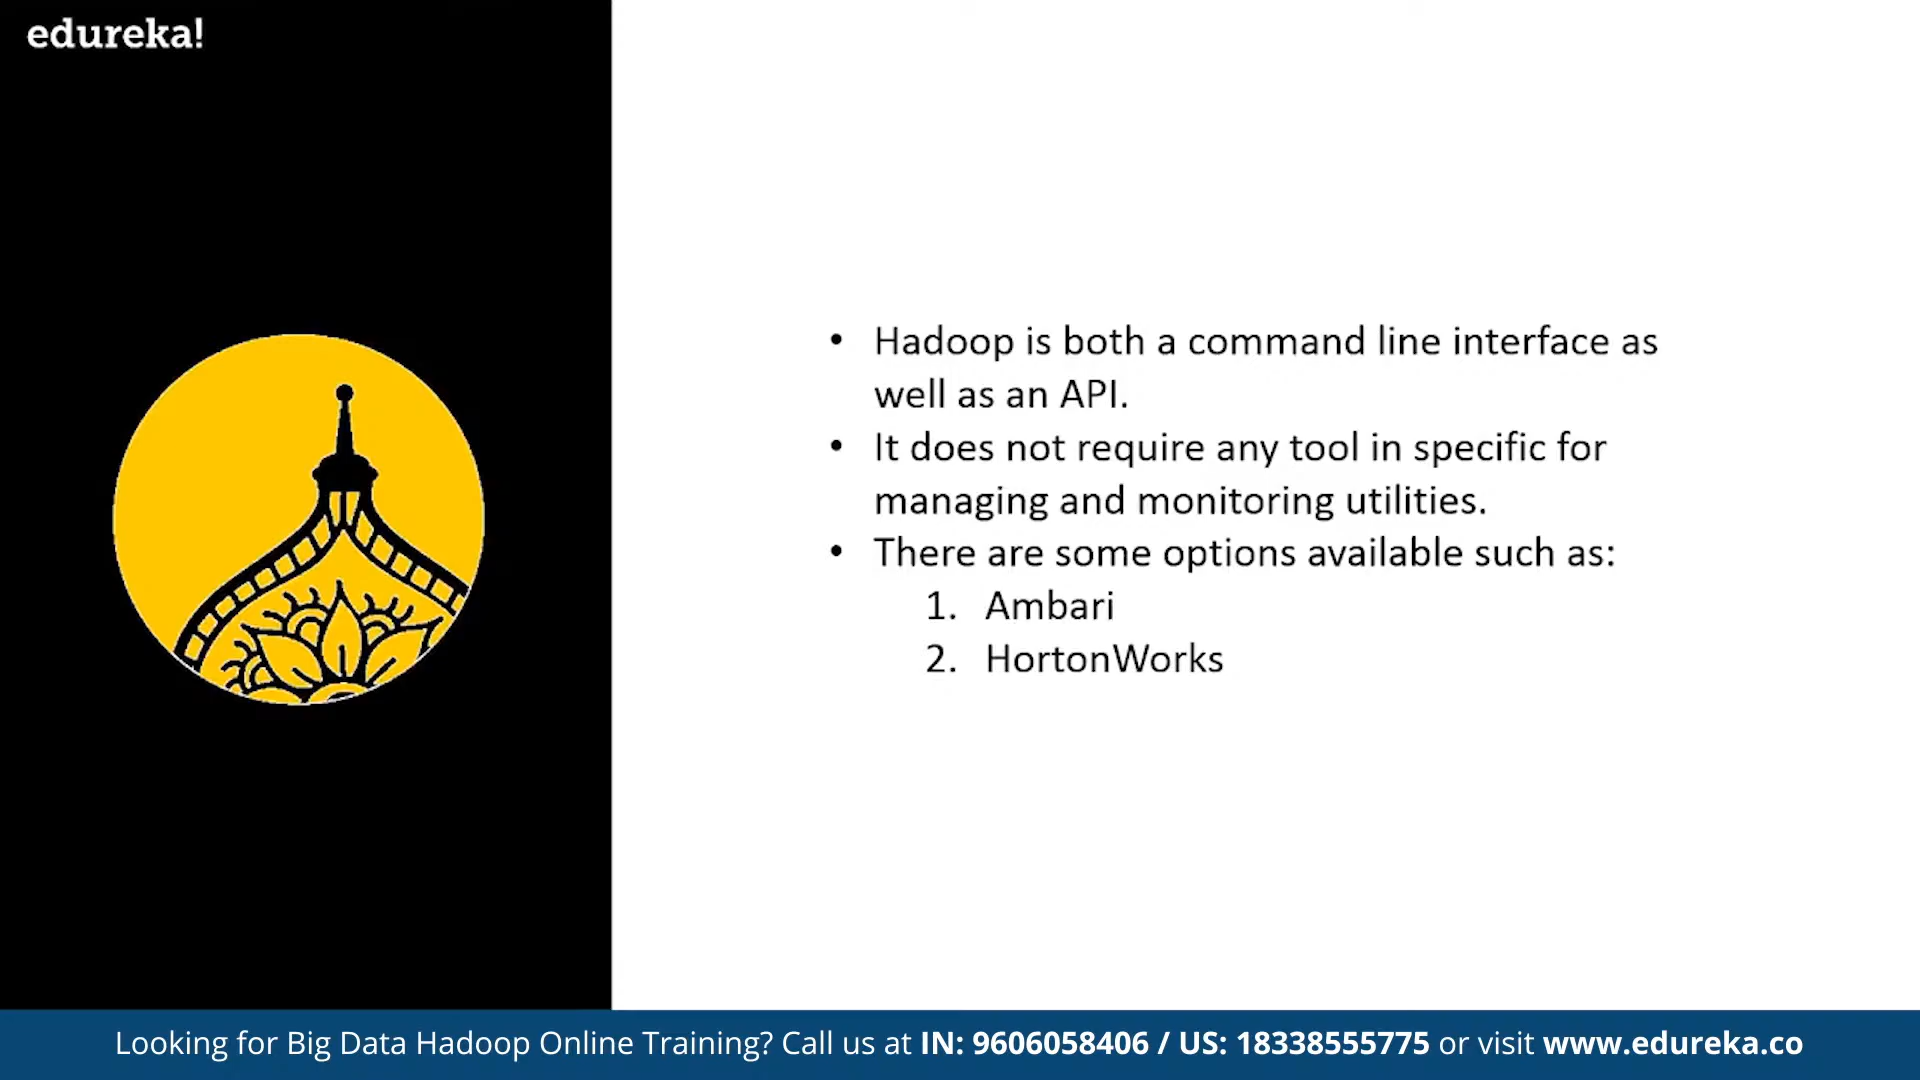 edureka!
• Hadoop is both a command line interface as
well as an API.
• It does not require any tool in specific for
managing and monitoring utilities.
• There are some options available such as:
1. Ambari
2. HortonWorks
Looking for Big Data Hadoop Online Training? Call us at IN: 9606058406 / US: 18338555775 or visit www.edureka.co